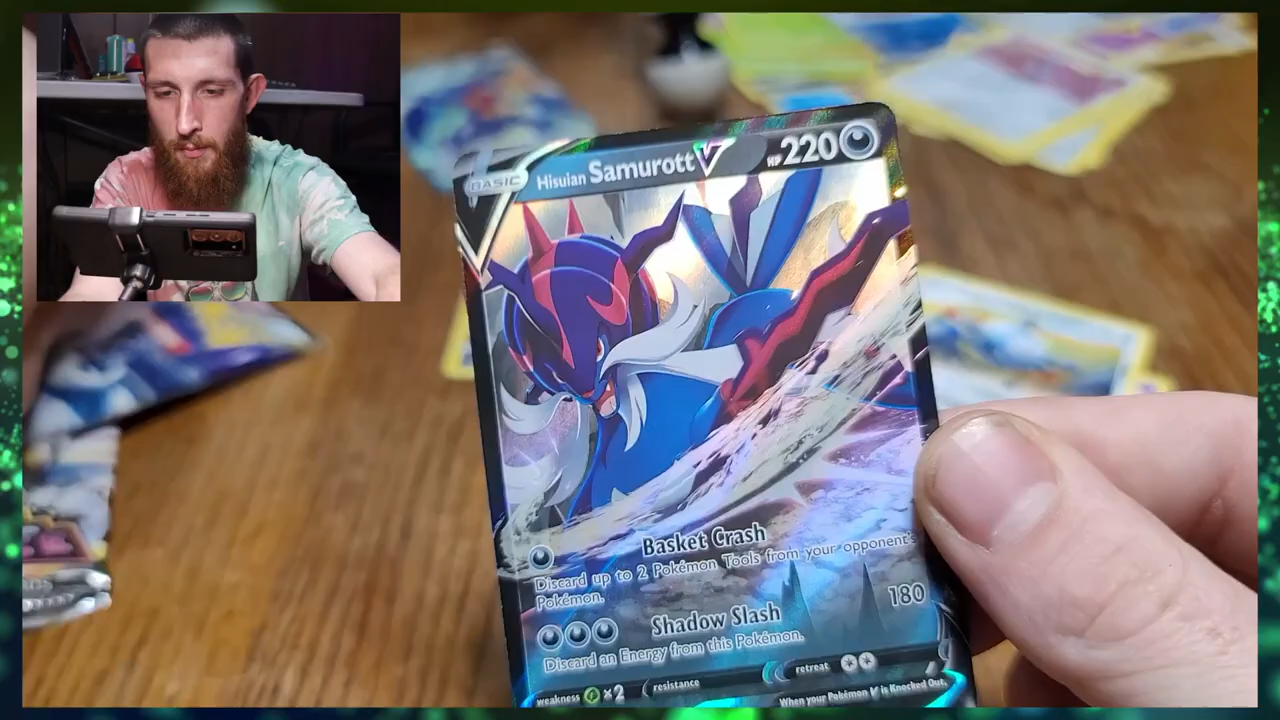 BASIC
Hisuian Samurott V HP 220
Basket Crash
Discard up to 2 Pokémon Tools from your opponent's
Pokémon.
Shadow Slash 180
Discard an Energy from this Pokémon.
weakness ×2 resistance retreat
When your Pokémon V is Knocked Out,